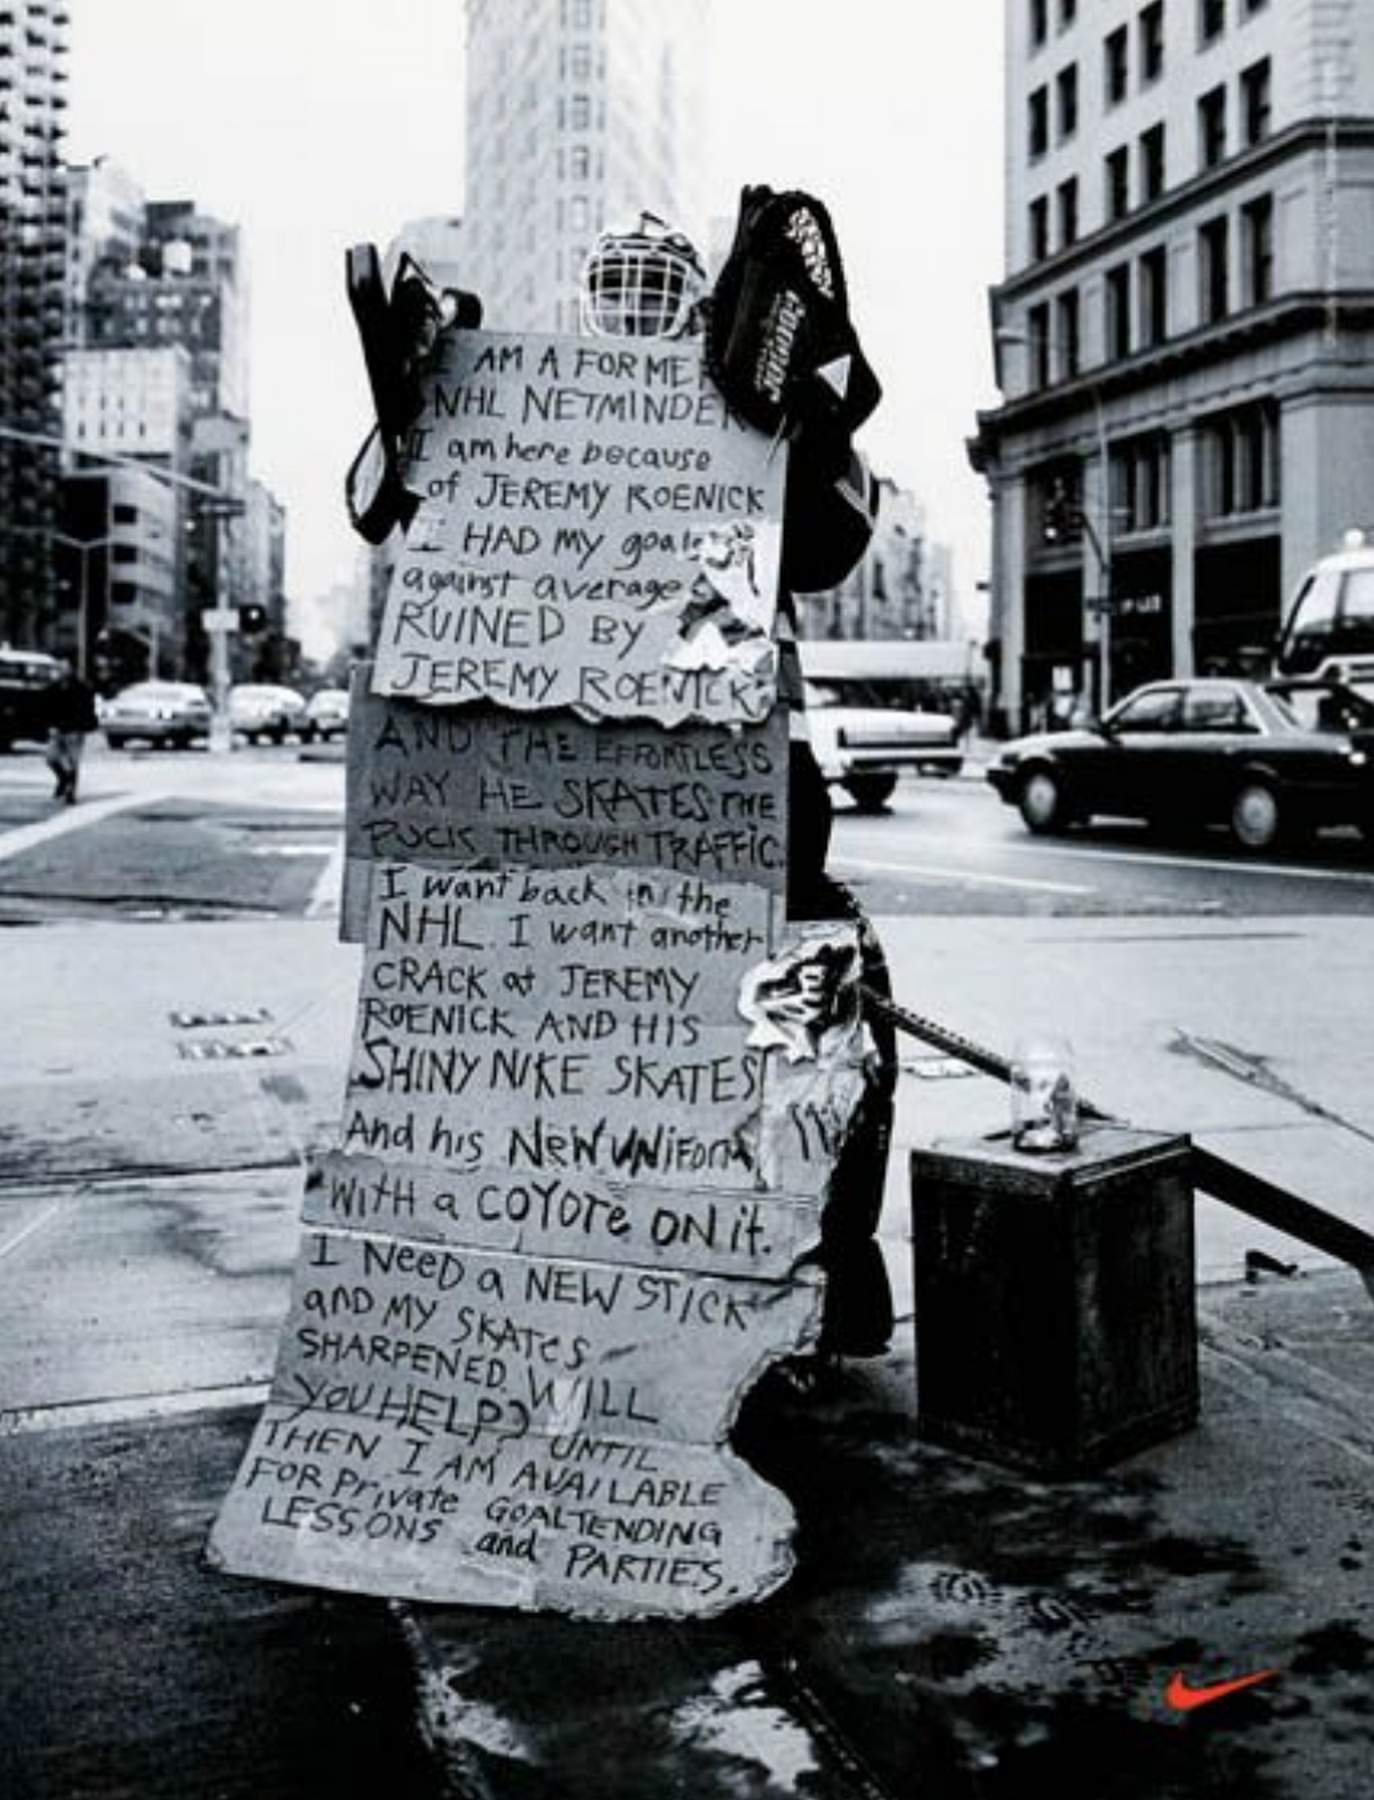 I AM A FORMER
NHL NETMINDER
I am here because
of JEREMY ROENICK
I HAD MY goals
against average
RUINED BY
JEREMY ROENICK
AND THE EFFORTLESS
WAY HE SKATES THE
PUCK THROUGH TRAFFIC.
I want back in the
NHL. I want another
CRACK at JEREMY
ROENICK AND HIS
SHINY NIKE SKATES
And his NeW UNiFORM
WiTH a COYOTe ON it.
I NeeD a NEW STICK
anD MY SKATeS
SHARPENED. WILL
YOU HELP? UNTIL
THEN I AM AVAILABLE
FOR Private GOALTENDING
LESSONS and PARTIES.